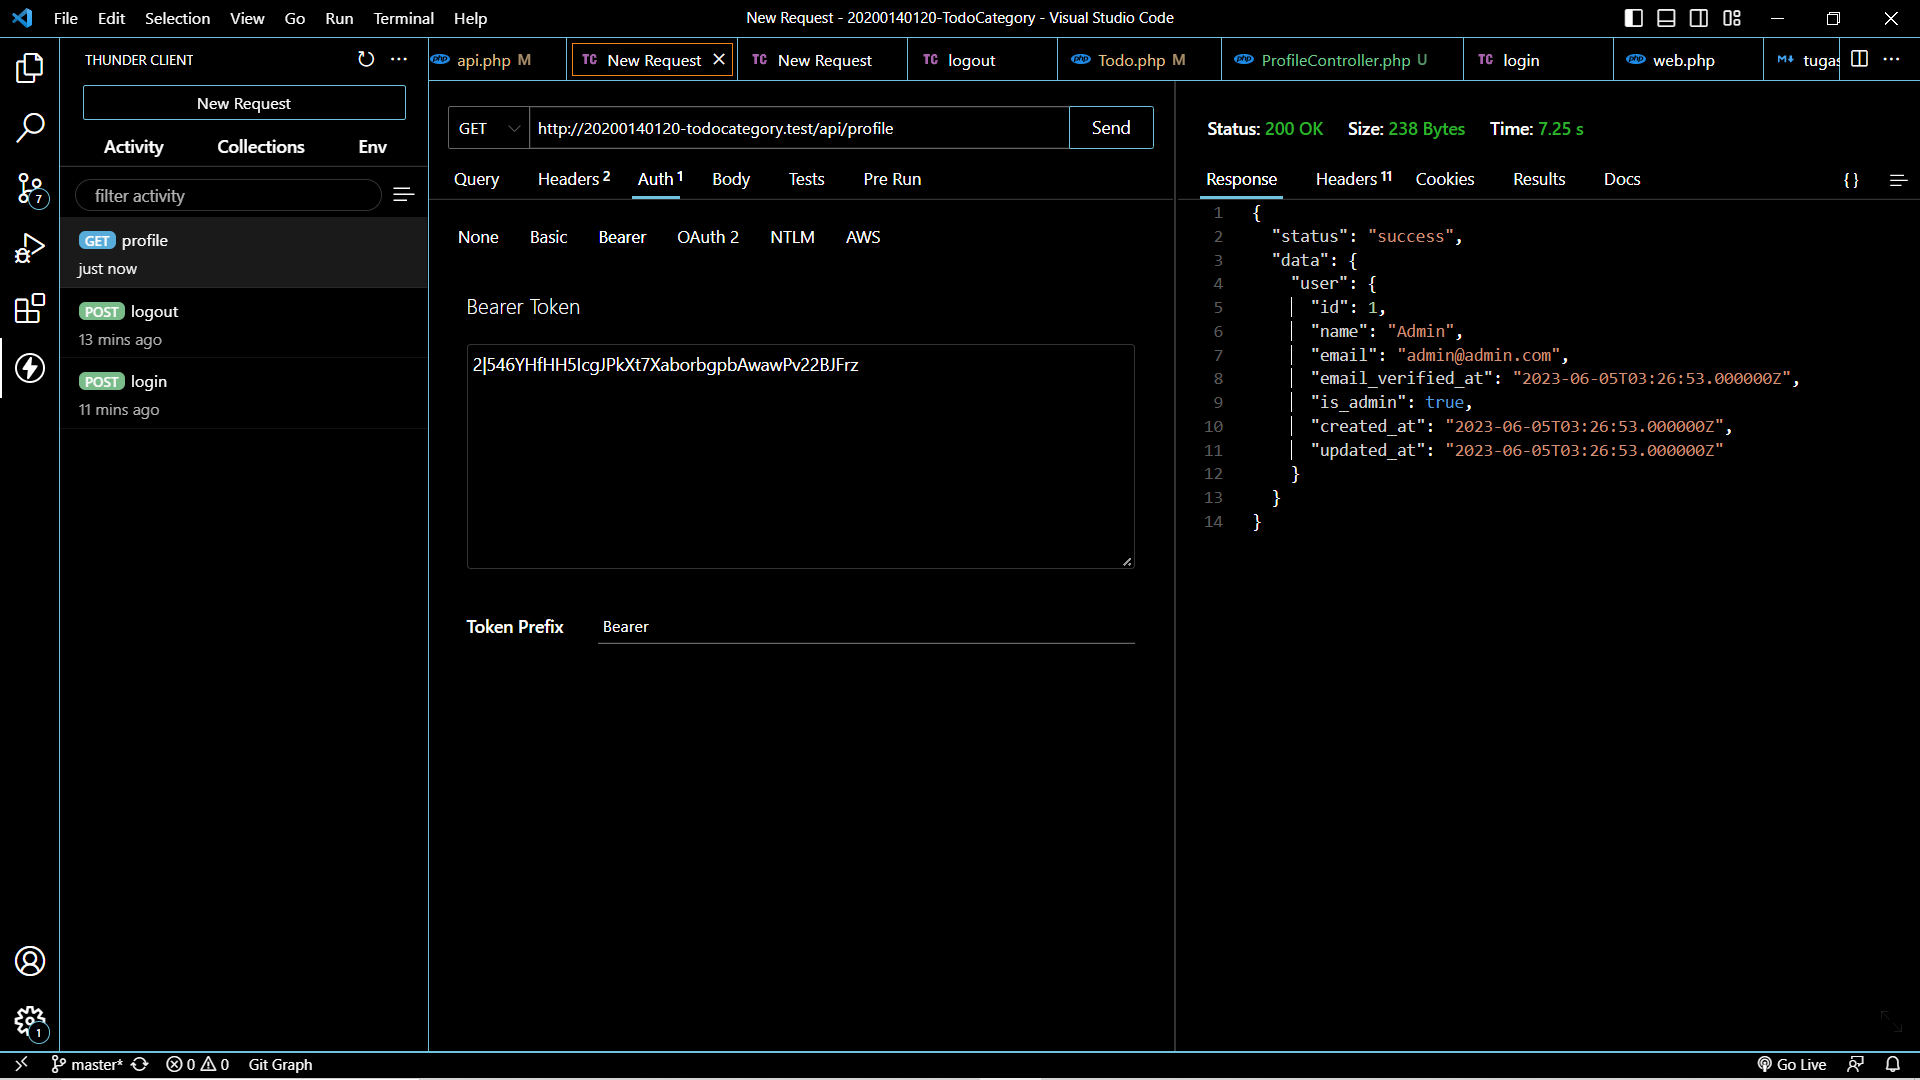 File Edit Selection View Go Run Terminal Help
New Request - 20200140120-TodoCategory - Visual Studio Code
THUNDER CLIENT
New Request
Activity Collections Env
filter activity
GET profile
just now
POST logout
13 mins ago
POST login
11 mins ago
7
1
php api.php M
TC New Request
TC New Request
TC logout
php Todo.php M
php ProfileController.php U
TC login
php web.php
M tugas
GET http://20200140120-todocategory.test/api/profile Send
Query Headers 2 Auth 1 Body Tests Pre Run
None Basic Bearer OAuth 2 NTLM AWS
Bearer Token
2|546YHfHH5IcgJPkXt7XaborbgpbAwawPv22BJFrz
Token Prefix Bearer
Status: 200 OK Size: 238 Bytes Time: 7.25 s
Response Headers 11 Cookies Results Docs {}
1 {
2 "status": "success",
3 "data": {
4 "user": {
5 "id": 1,
6 "name": "Admin",
7 "email": "admin@admin.com",
8 "email_verified_at": "2023-06-05T03:26:53.000000Z",
9 "is_admin": true,
10 "created_at": "2023-06-05T03:26:53.000000Z",
11 "updated_at": "2023-06-05T03:26:53.000000Z"
12 }
13 }
14 }
master* 0 0 Git Graph
Go Live